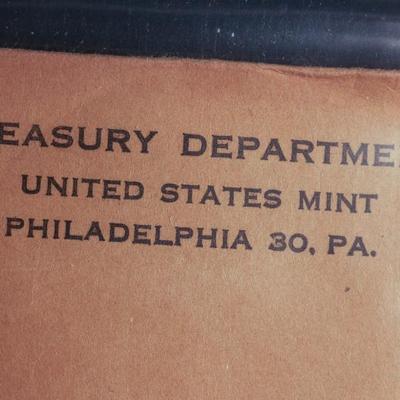 EASURY DEPARTME
UNITED STATES MINT
PHILADELPHIA 30, PA.